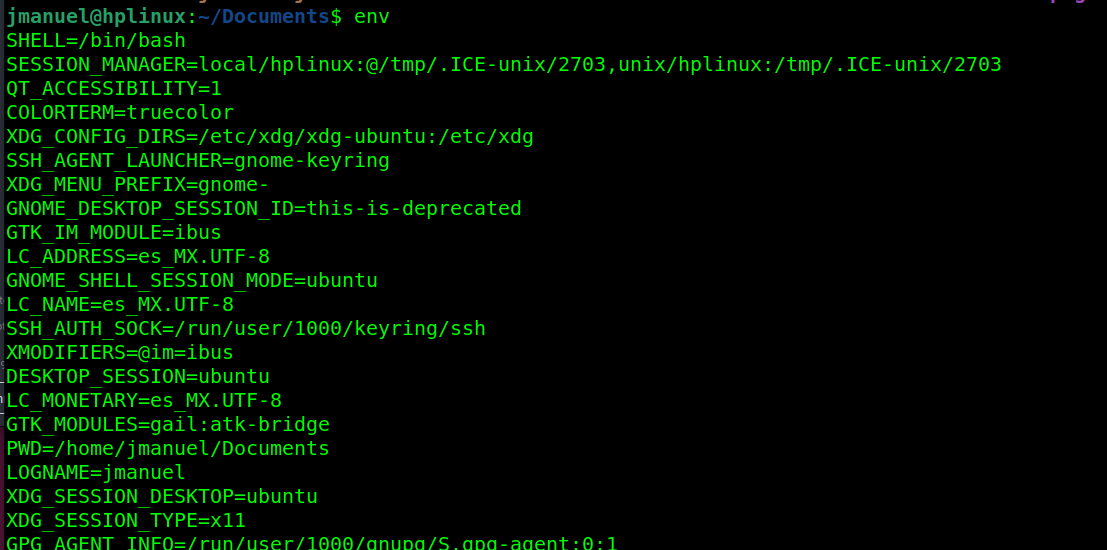 jmanuel@hplinux:~/Documents$ env
SHELL=/bin/bash
SESSION_MANAGER=local/hplinux:@/tmp/.ICE-unix/2703,unix/hplinux:/tmp/.ICE-unix/2703
QT_ACCESSIBILITY=1
COLORTERM=truecolor
XDG_CONFIG_DIRS=/etc/xdg/xdg-ubuntu:/etc/xdg
SSH_AGENT_LAUNCHER=gnome-keyring
XDG_MENU_PREFIX=gnome-
GNOME_DESKTOP_SESSION_ID=this-is-deprecated
GTK_IM_MODULE=ibus
LC_ADDRESS=es_MX.UTF-8
GNOME_SHELL_SESSION_MODE=ubuntu
LC_NAME=es_MX.UTF-8
SSH_AUTH_SOCK=/run/user/1000/keyring/ssh
XMODIFIERS=@im=ibus
DESKTOP_SESSION=ubuntu
LC_MONETARY=es_MX.UTF-8
GTK_MODULES=gail:atk-bridge
PWD=/home/jmanuel/Documents
LOGNAME=jmanuel
XDG_SESSION_DESKTOP=ubuntu
XDG_SESSION_TYPE=x11
GPG_AGENT_INFO=/run/user/1000/gnupg/S.gpg-agent:0:1